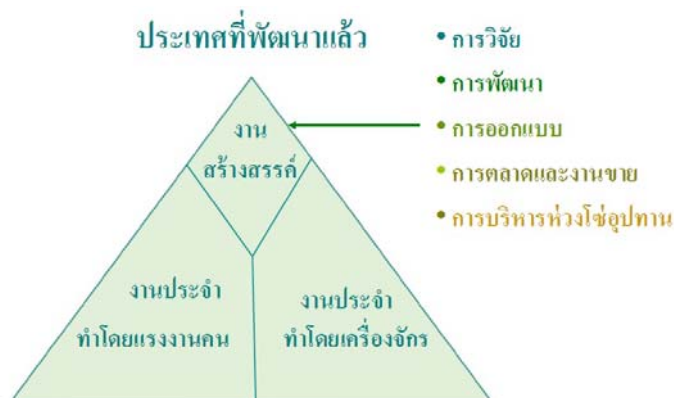 ประเทศที่พัฒนาแล้ว
• การวิจัย
• การพัฒนา
• การออกแบบ
• การตลาดและงานขาย
• การบริหารห่วงโซ่อุปทาน
งาน
สร้างสรรค์
งานประจำ
ทำโดยแรงงานคน
งานประจำ
ทำโดยเครื่องจักร